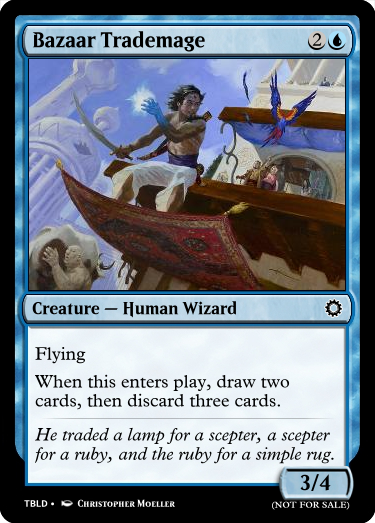 Bazaar Trademage 2
Creature — Human Wizard
Flying
When this enters play, draw two
cards, then discard three cards.
He traded a lamp for a scepter, a scepter
for a ruby, and the ruby for a simple rug.
3/4
TBLD • Christopher Moeller
(NOT FOR SALE)